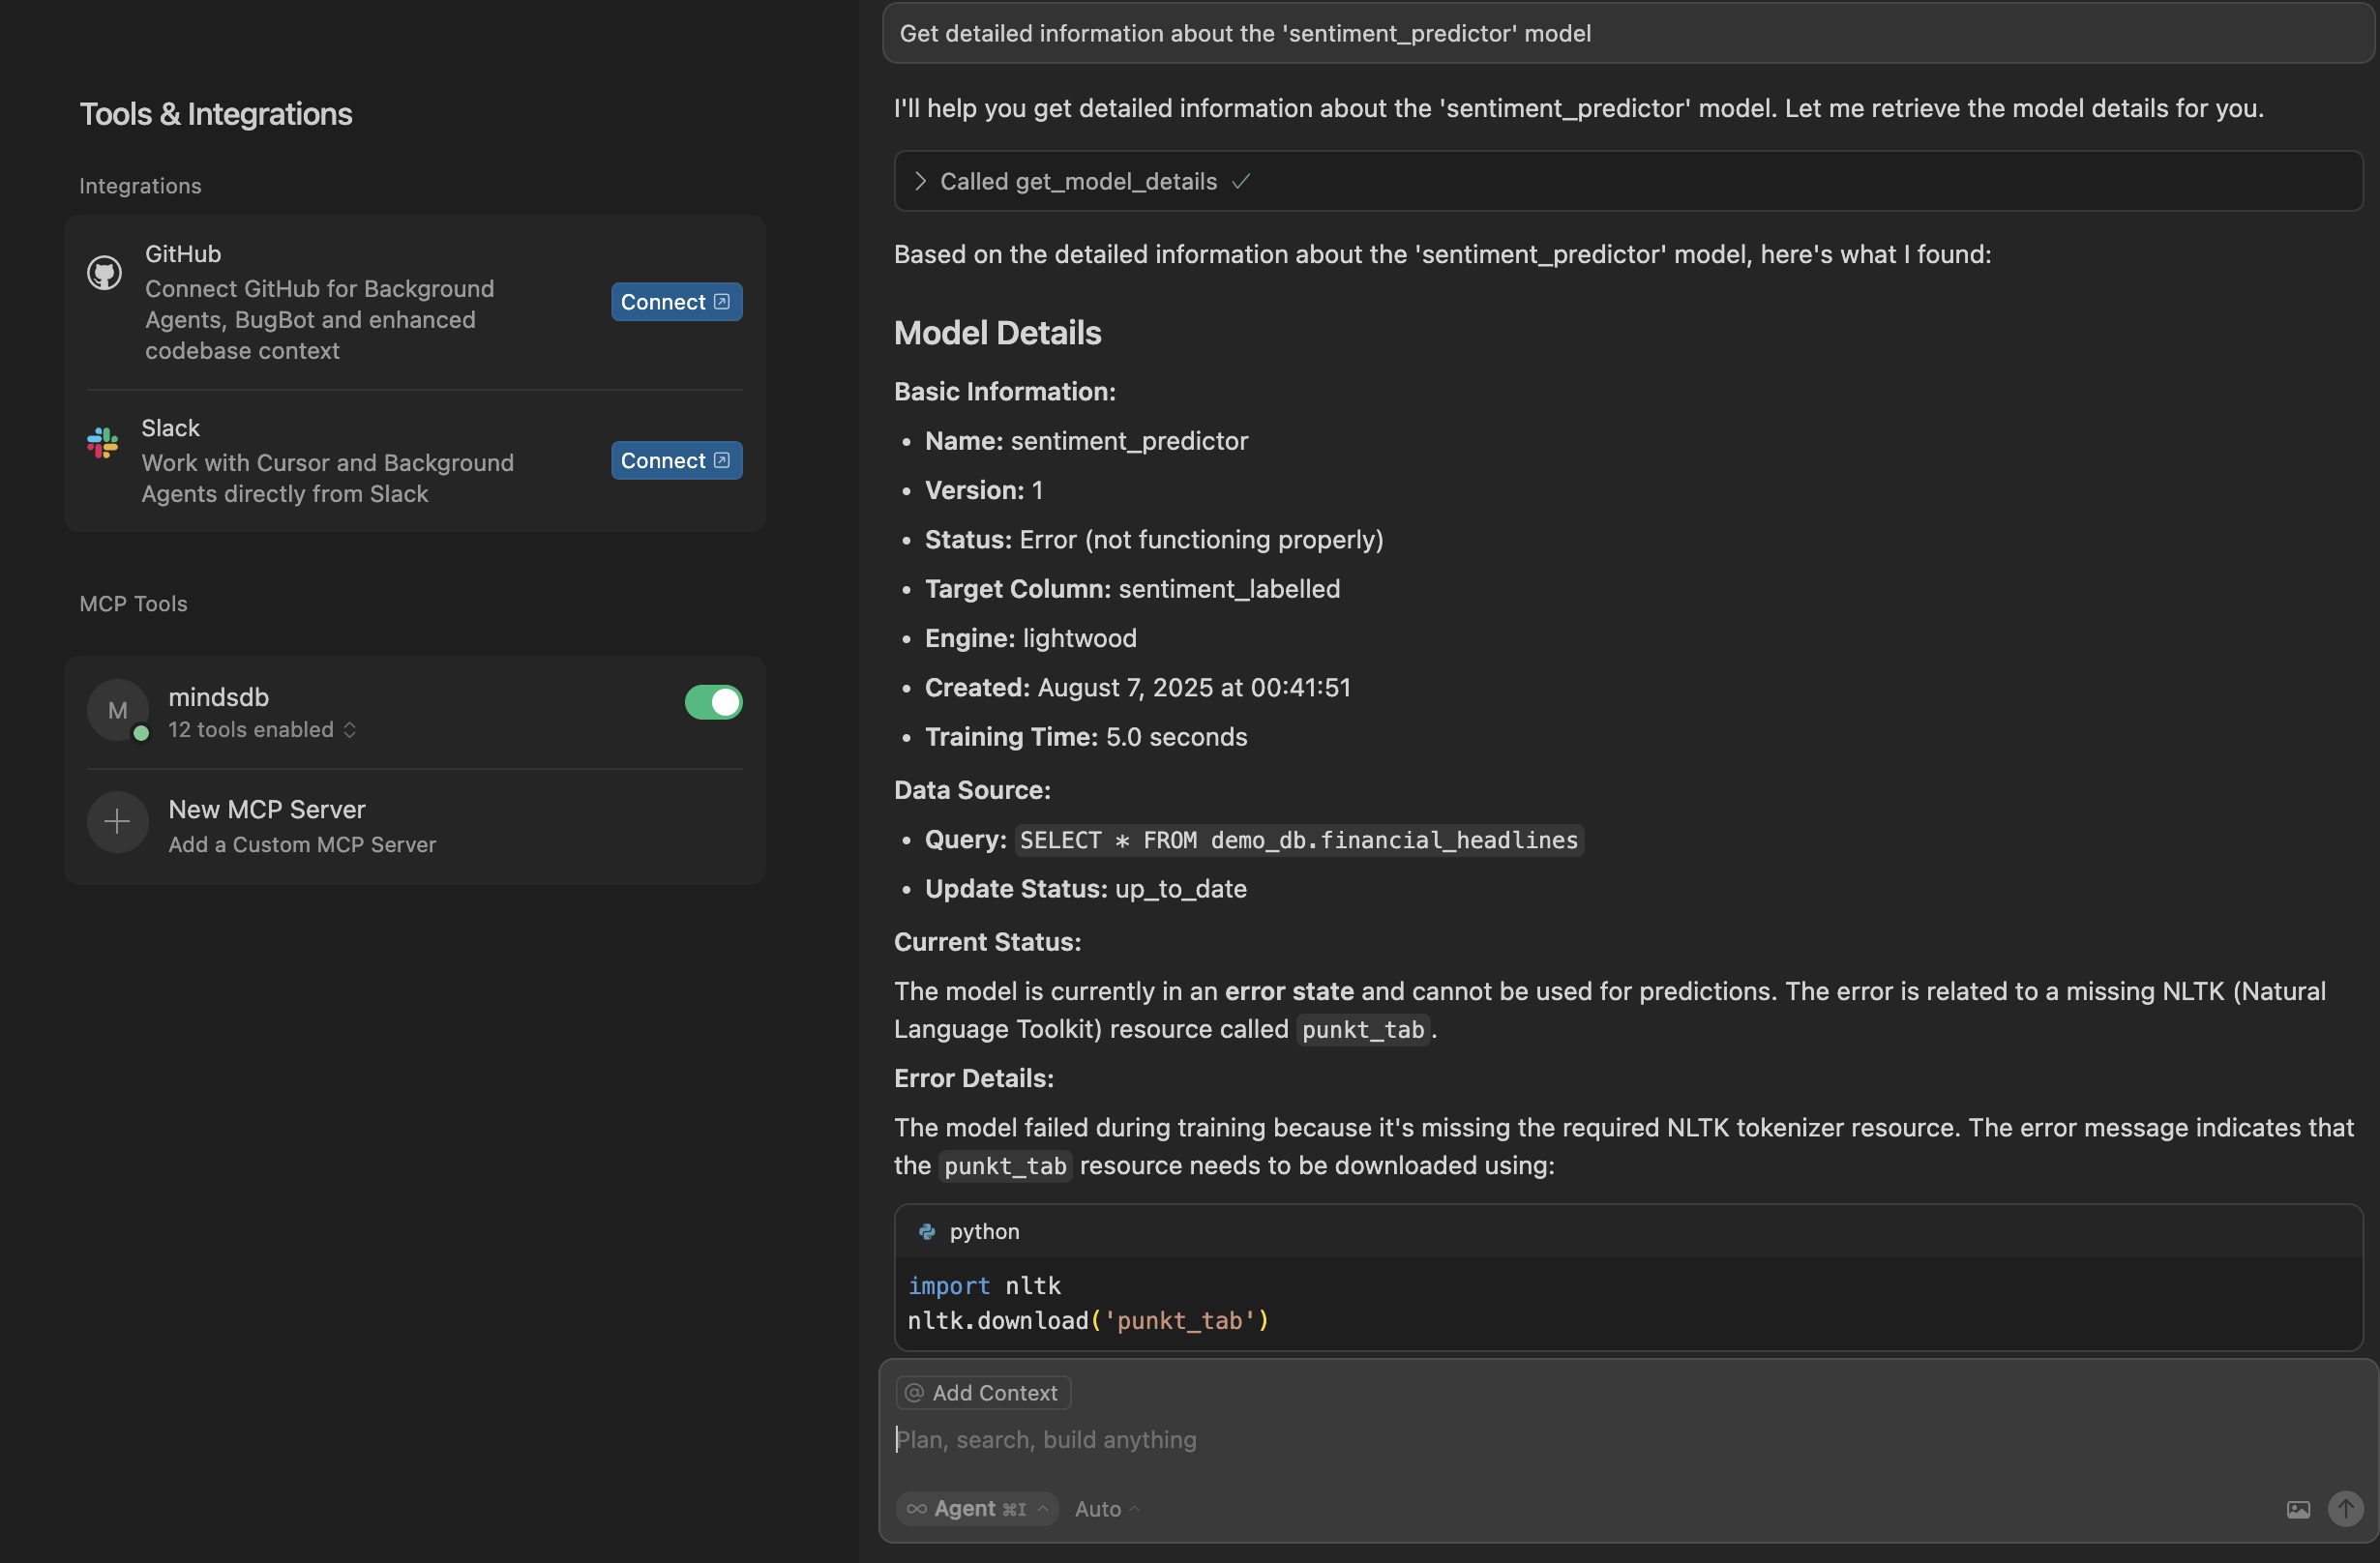 Tools & Integrations
Integrations
GitHub
Connect GitHub for Background
Agents, BugBot and enhanced
codebase context
Connect
Slack
Work with Cursor and Background
Agents directly from Slack
Connect
MCP Tools
M
mindsdb
12 tools enabled
New MCP Server
Add a Custom MCP Server
Get detailed information about the 'sentiment_predictor' model
I'll help you get detailed information about the 'sentiment_predictor' model. Let me retrieve the model details for you.
Called get_model_details
Based on the detailed information about the 'sentiment_predictor' model, here's what I found:
Model Details
Basic Information:
• Name: sentiment_predictor
• Version: 1
• Status: Error (not functioning properly)
• Target Column: sentiment_labelled
• Engine: lightwood
• Created: August 7, 2025 at 00:41:51
• Training Time: 5.0 seconds
Data Source:
• Query: SELECT * FROM demo_db.financial_headlines
• Update Status: up_to_date
Current Status:
The model is currently in an error state and cannot be used for predictions. The error is related to a missing NLTK (Natural
Language Toolkit) resource called punkt_tab.
Error Details:
The model failed during training because it's missing the required NLTK tokenizer resource. The error message indicates that
the punkt_tab resource needs to be downloaded using:
python
import nltk
nltk.download('punkt_tab')
@ Add Context
Plan, search, build anything
∞ Agent ⌘I Auto